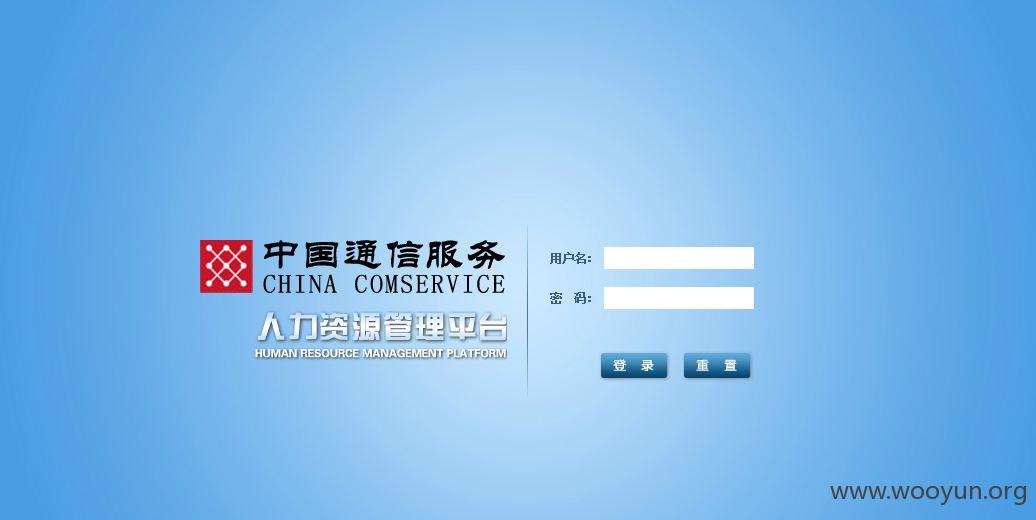 中国通信服务
CHINA COMSERVICE
人力资源管理平台
HUMAN RESOURCE MANAGEMENT PLATFORM
用户名:
密 码:
登 录 重 置
www.wooyun.org